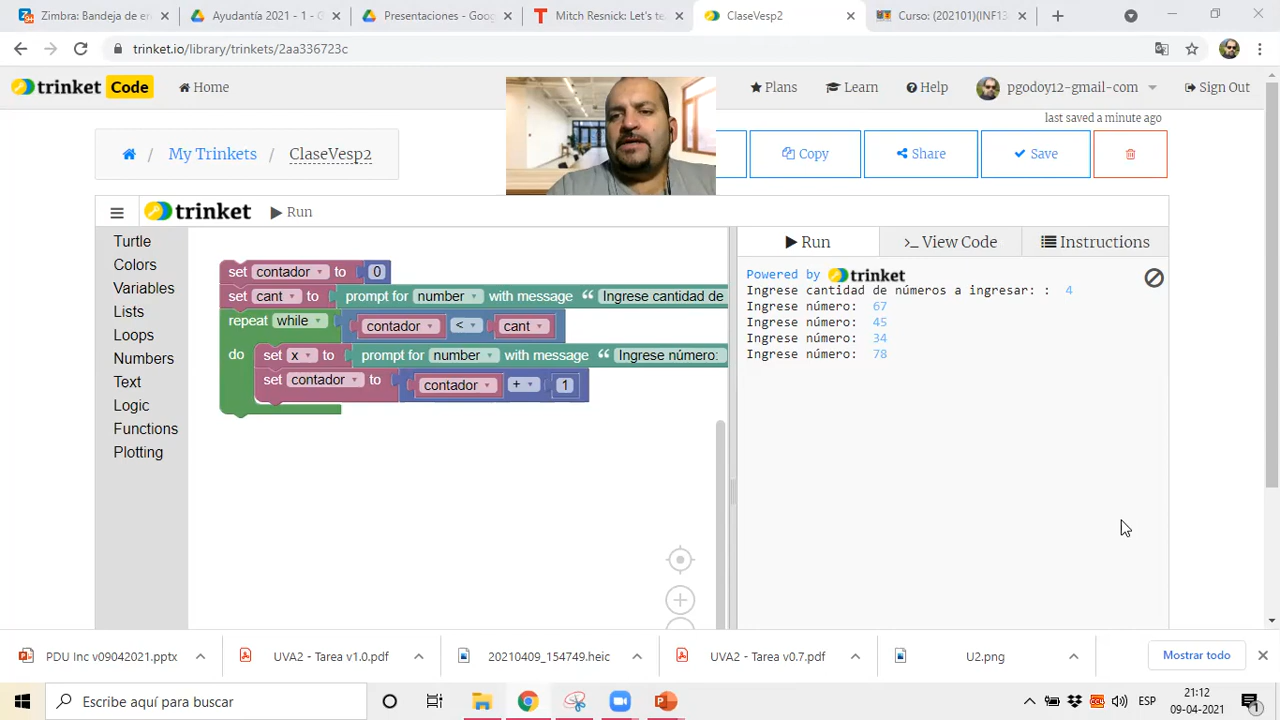 Zimbra: Bandeja de en
Ayudantía 2021 - 1 - G
Presentaciones - Goog
Mitch Resnick: Let's te
ClaseVesp2
Curso: (202101)(INF13
trinket.io/library/trinkets/2aa336723c
trinket Code Home Plans Learn Help pgodoy12-gmail-com Sign Out
last saved a minute ago
/ My Trinkets / ClaseVesp2 Copy Share Save
trinket Run
Run View Code Instructions
Turtle
Colors
Variables
Lists
Loops
Numbers
Text
Logic
Functions
Plotting
set contador to 0
set cant to prompt for number with message “ Ingrese cantidad de
repeat while contador < cant
do set x to prompt for number with message “ Ingrese número:
set contador to contador + 1
Powered by trinket
Ingrese cantidad de números a ingresar: : 4
Ingrese número: 67
Ingrese número: 45
Ingrese número: 34
Ingrese número: 78
PDU Inc v09042021.pptx
UVA2 - Tarea v1.0.pdf
20210409_154749.heic
UVA2 - Tarea v0.7.pdf
U2.png
Mostrar todo
Escribe aquí para buscar
ESP
21:12
09-04-2021
1